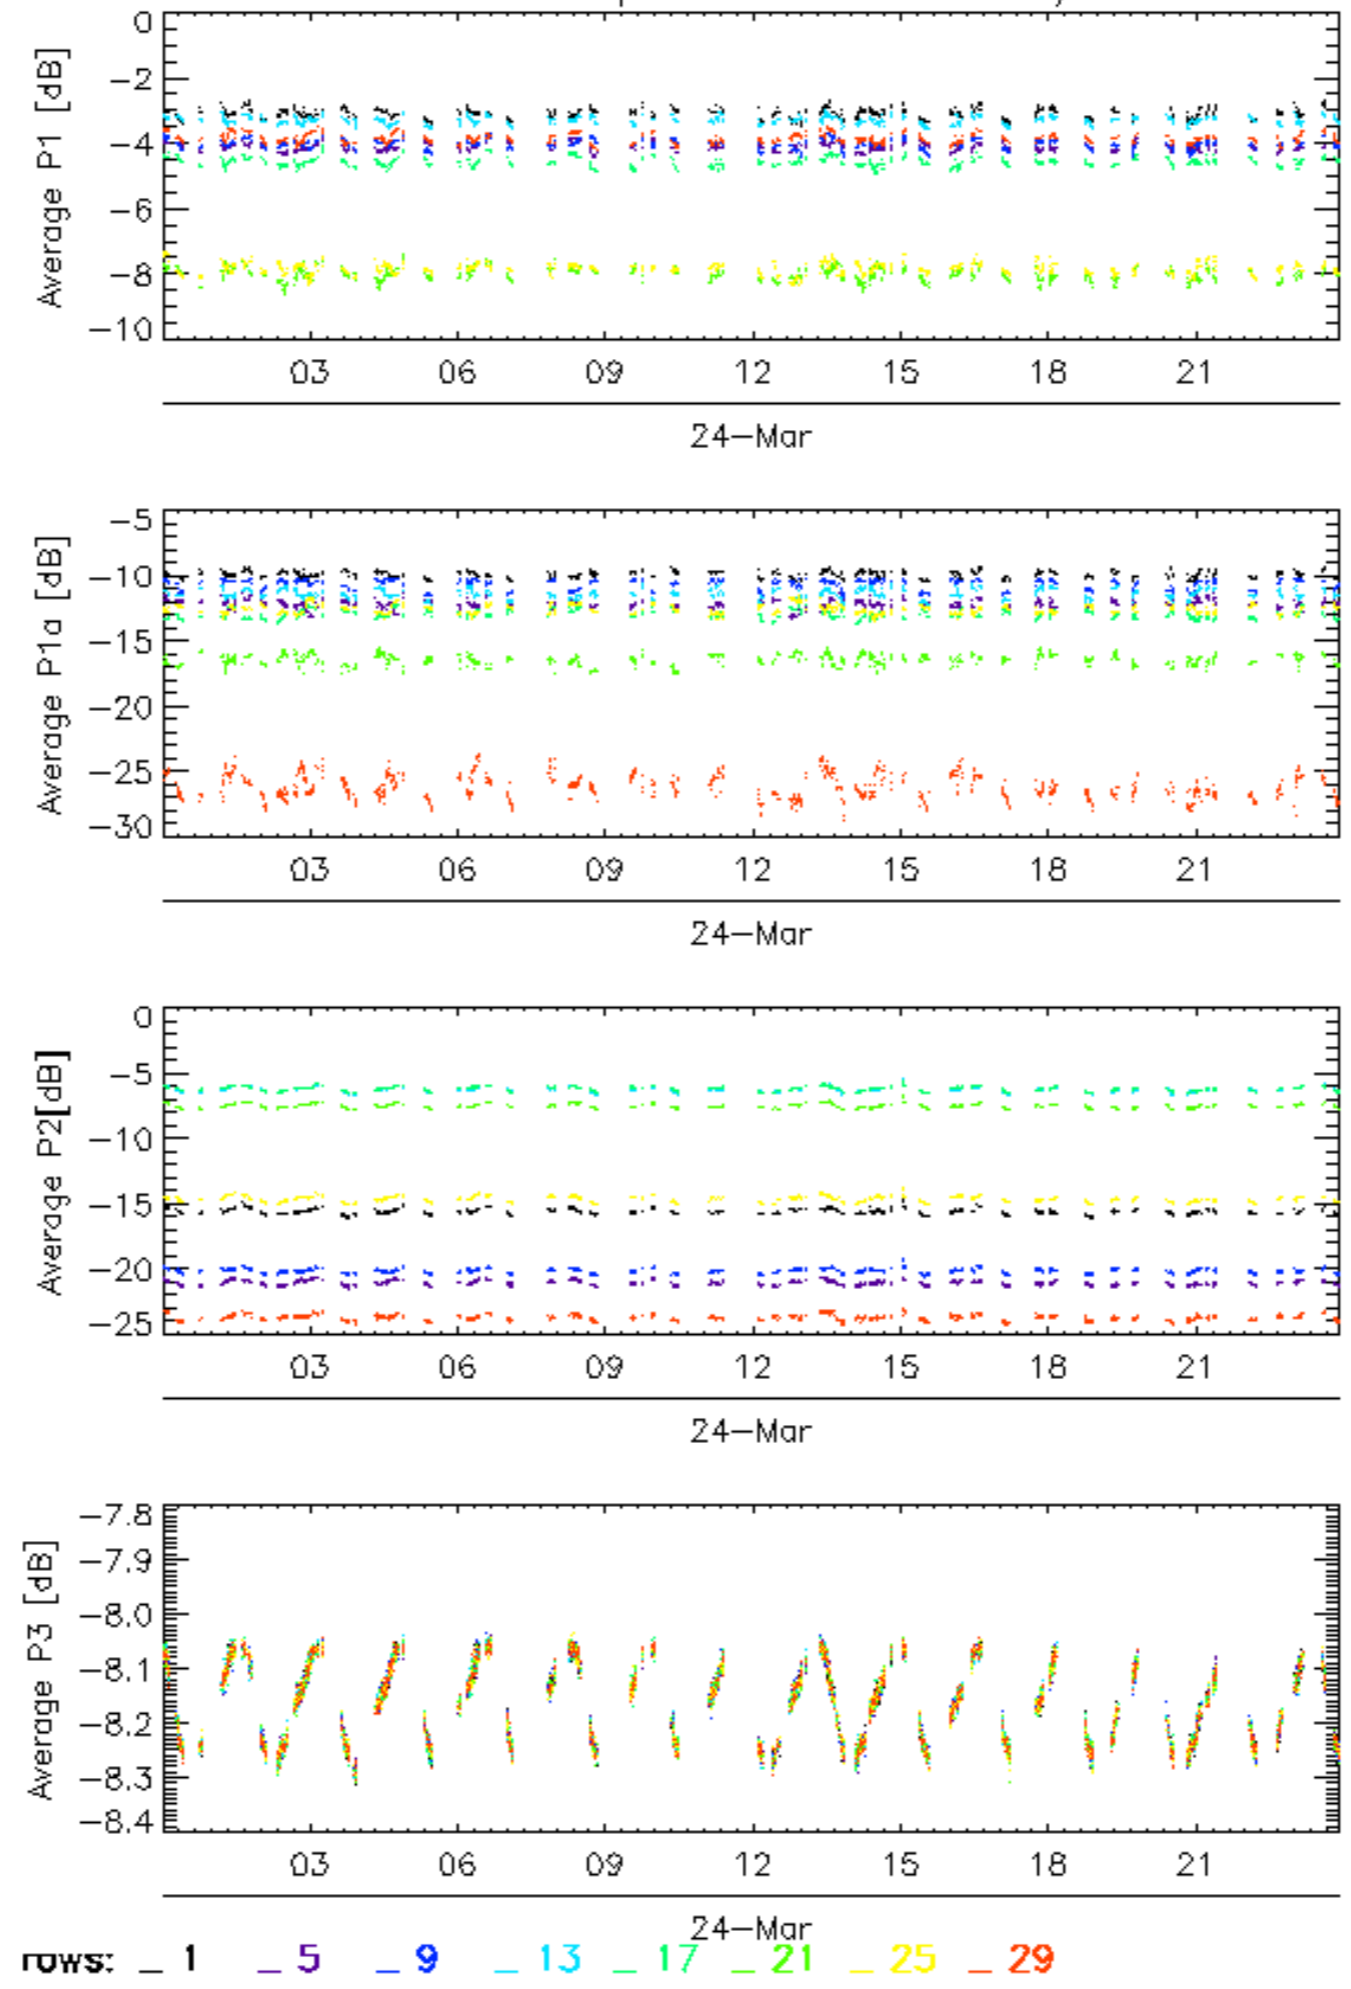 0
−2
−4
−6
−8
−10
Average P1 [dB]
03 06 09 12 15 18 21
24−Mar
−5
−10
−15
−20
−25
−30
Average P1a [dB]
03 06 09 12 15 18 21
24−Mar
0
−5
−10
−15
−20
−25
Average P2[dB]
03 06 09 12 15 18 21
24−Mar
−7.8
−7.9
−8.0
−8.1
−8.2
−8.3
−8.4
Average P3 [dB]
03 06 09 12 15 18 21
24−Mar
rows: _ 1 _ 5 _ 9 _ 13 _ 17 _ 21 _ 25 _ 29